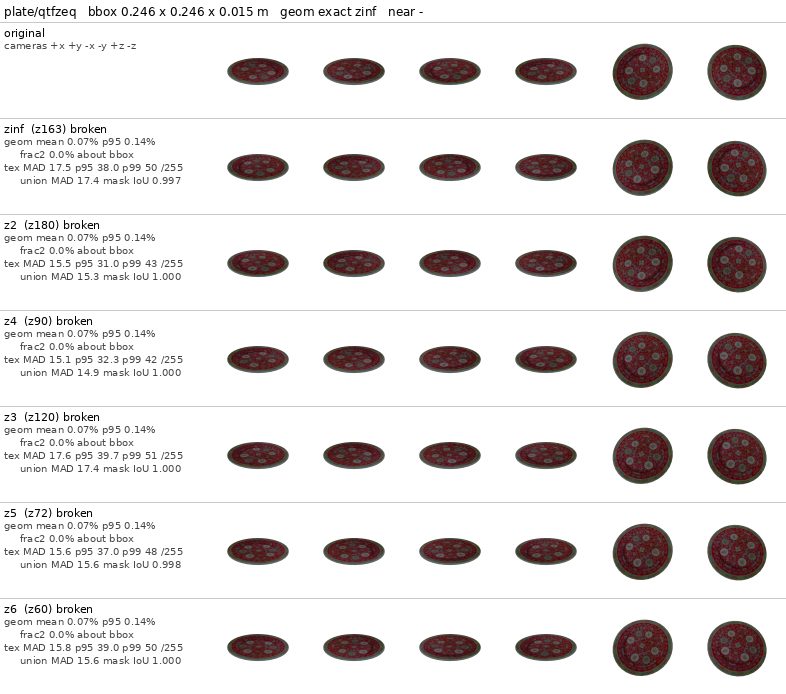 plate/qtfzeq bbox 0.246 x 0.246 x 0.015 m geom exact zinf near -
original
cameras +x +y -x -y +z -z
zinf (z163) broken
geom mean 0.07% p95 0.14%
frac2 0.0% about bbox
tex MAD 17.5 p95 38.0 p99 50 /255
union MAD 17.4 mask IoU 0.997
z2 (z180) broken
geom mean 0.07% p95 0.14%
frac2 0.0% about bbox
tex MAD 15.5 p95 31.0 p99 43 /255
union MAD 15.3 mask IoU 1.000
z4 (z90) broken
geom mean 0.07% p95 0.14%
frac2 0.0% about bbox
tex MAD 15.1 p95 32.3 p99 42 /255
union MAD 14.9 mask IoU 1.000
z3 (z120) broken
geom mean 0.07% p95 0.14%
frac2 0.0% about bbox
tex MAD 17.6 p95 39.7 p99 51 /255
union MAD 17.4 mask IoU 1.000
z5 (z72) broken
geom mean 0.07% p95 0.14%
frac2 0.0% about bbox
tex MAD 15.6 p95 37.0 p99 48 /255
union MAD 15.6 mask IoU 0.998
z6 (z60) broken
geom mean 0.07% p95 0.14%
frac2 0.0% about bbox
tex MAD 15.8 p95 39.0 p99 50 /255
union MAD 15.6 mask IoU 1.000